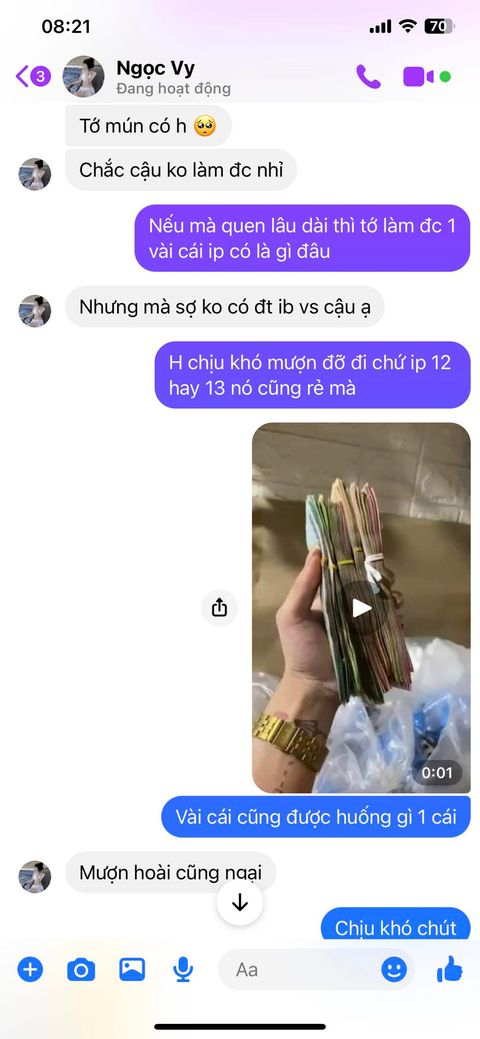 08:21
70
3
Ngọc Vy
Đang hoạt động
Tớ mún có h 🥺
Chắc cậu ko làm đc nhỉ
Nếu mà quen lâu dài thì tớ làm đc 1
vài cái ip có là gì đâu
Nhưng mà sợ ko có đt ib vs cậu ạ
H chịu khó mượn đỡ đi chứ ip 12
hay 13 nó cũng rẻ mà
0:01
Vài cái cũng được huống gì 1 cái
Mượn hoài cũng ngại
Chịu khó chút
Aa